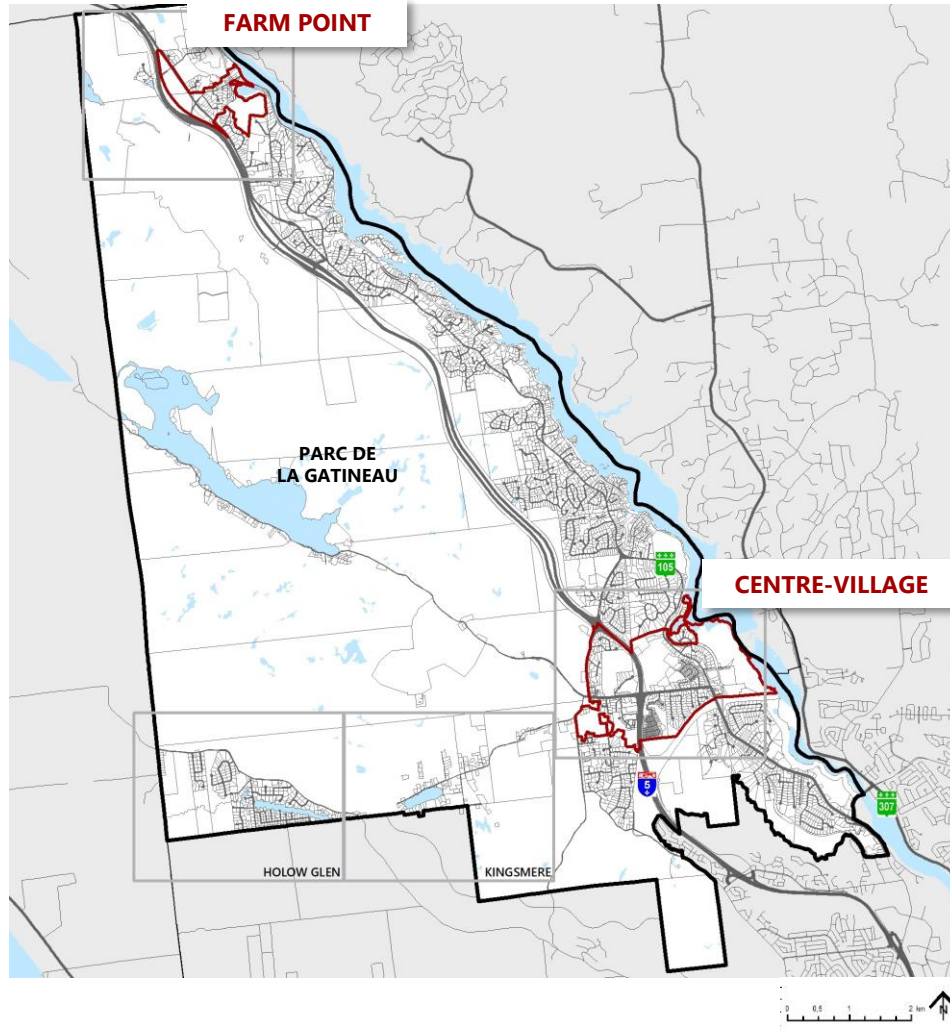 FARM POINT
PARC DE
LA GATINEAU
105
CENTRE-VILLAGE
5
307
HOLOW GLEN
KINGSMERE
0 0,5 1 2 km
N